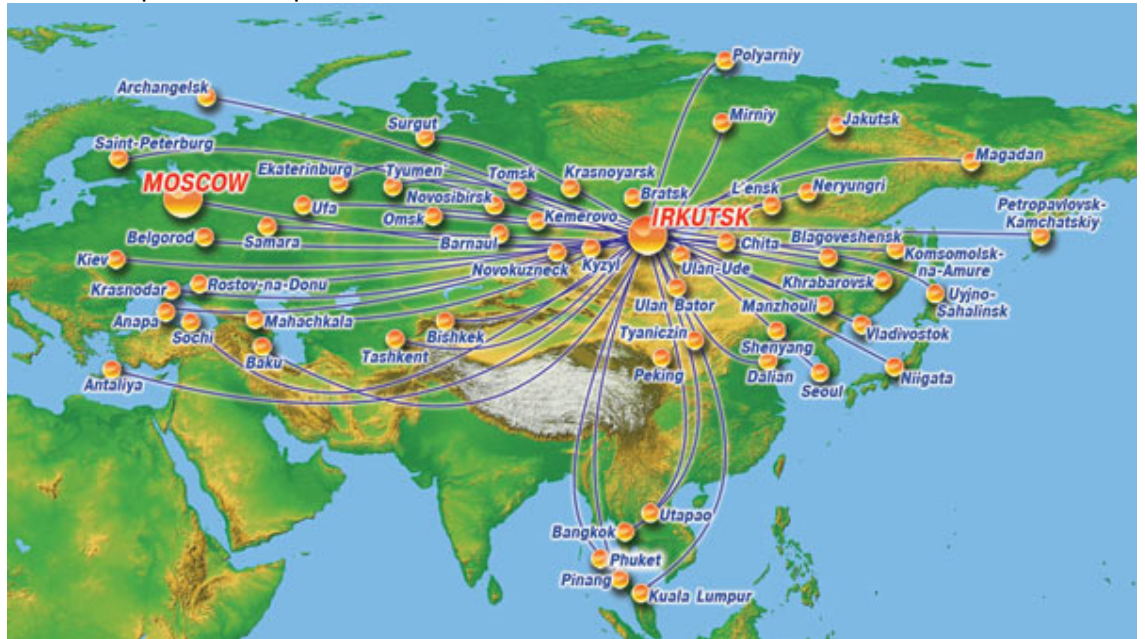 Polyarniy
Archangelsk
Surgut
Mirniy
Jakutsk
Saint-Peterburg
MOSCOW
Ekaterinburg
Tyumen
Tomsk
Krasnoyarsk
Magadan
Ufa
Novosibirsk
Bratsk
L'ensk
Neryungri
Omsk
Kemerovo
IRKUTSK
Petropavlovsk-
Kamchatskiy
Belgorod
Samara
Barnaul
Chita
Blagoveshensk
Kiev
Novokuzneck
Kyzyl
Ulan-Ude
Komsomolsk-
na-Amure
Krasnodar
Rostov-na-Donu
Ulan Bator
Khrabarovsk
Manzhouli
Uyjno-
Sahalinsk
Anapa
Sochi
Mahachkala
Bishkek
Tyaniczin
Vladivostok
Tashkent
Baku
Shenyang
Peking
Dalian
Seoul
Niigata
Antaliya
Utapao
Bangkok
Phuket
Pinang
Kuala Lumpur